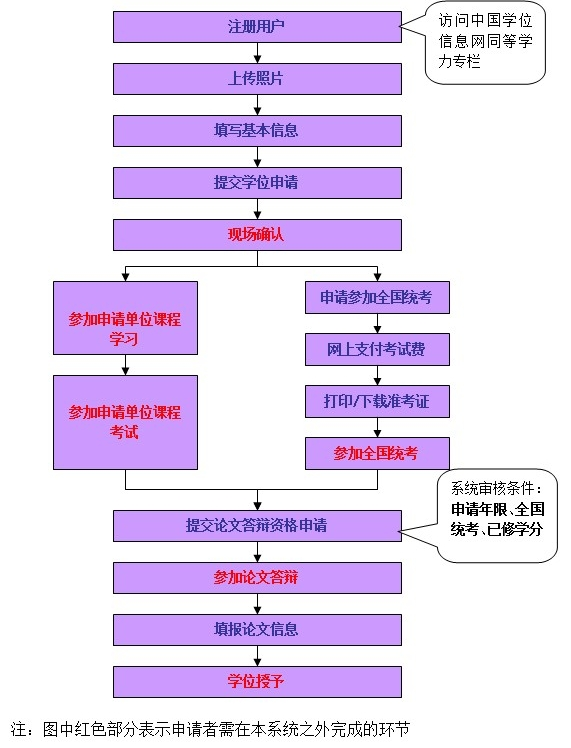 注册用户
访问中国学位
信息网同等学
力专栏
上传照片
填写基本信息
提交学位申请
现场确认
参加申请单位课程
学习
参加申请单位课程
考试
申请参加全国统考
网上支付考试费
打印/下载准考证
参加全国统考
系统审核条件：
申请年限、全国
统考、已修学分
提交论文答辩资格申请
参加论文答辩
填报论文信息
学位授予
注：图中红色部分表示申请者需在本系统之外完成的环节